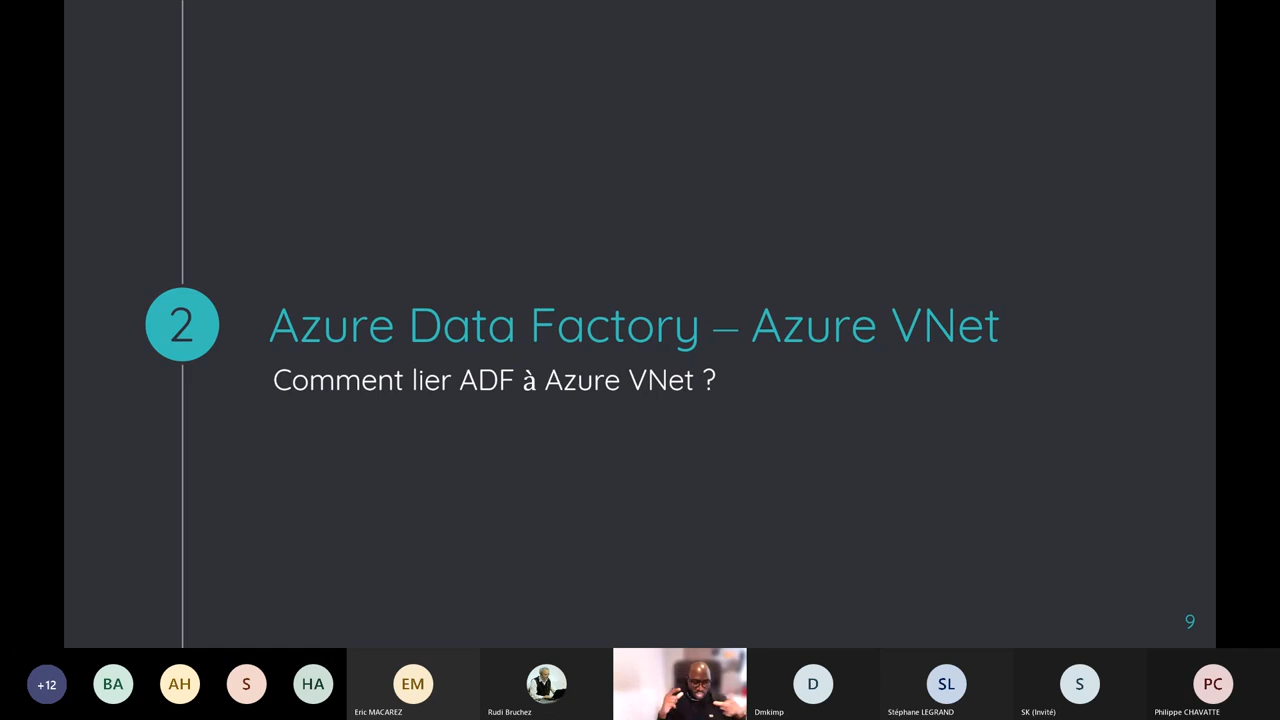 2
Azure Data Factory – Azure VNet
Comment lier ADF à Azure VNet ?
9
+12
BA
AH
S
HA
EM
Eric MACAREZ
Rudi Bruchez
D
Dmkimp
SL
Stéphane LEGRAND
S
SK (Invité)
PC
Philippe CHAVATTE